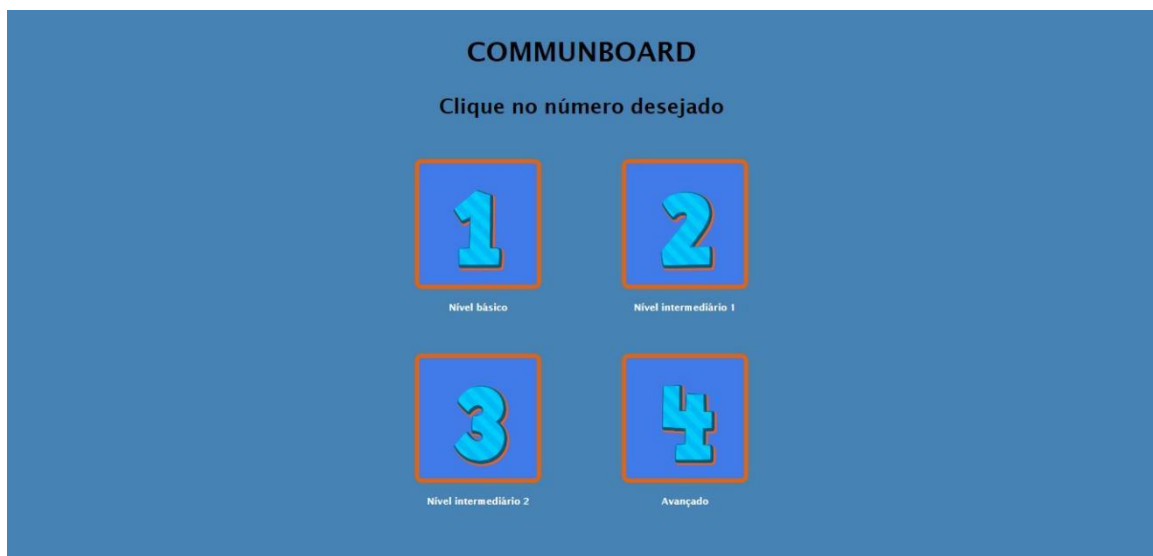 COMMUNBOARD
Clique no número desejado
1 2
Nível básico Nível intermediário 1
3 4
Nível intermediário 2 Avançado